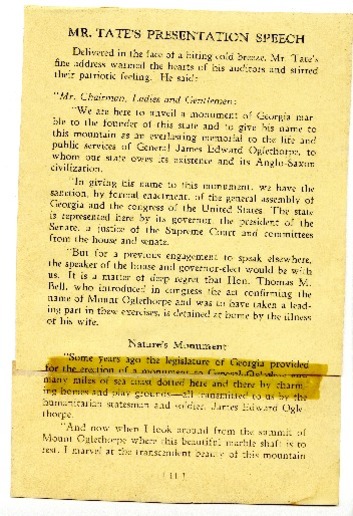 MR. TATE'S PRESENTATION SPEECH
Delivered in the face of a biting cold breeze, Mr. Tate's
fine address warmed the hearts of his auditors and stirred
their patriotic feeling. He said:
"Mr. Chairman, Ladies and Gentlemen:
"We are here to unveil a monument of Georgia mar-
ble to the founder of this state and to give his name to
this mountain as an everlasting memorial to the life and
public services of General James Edward Oglethorpe, to
whom our state owes its existence and its Anglo-Saxon
civilization.
"In giving his name to this monument, we have the
sanction, by formal enactment, of the general assembly of
Georgia and the congress of the United States. The state
is represented here by its governor, the president of the
Senate, a justice of the Supreme Court and committees
from the house and senate.
"But for a previous engagement to speak elsewhere,
the speaker of the house and governor-elect would be with
us. It is a matter of deep regret that Hon. Thomas M.
Bell, who introduced in congress the act confirming the
name of Mount Oglethorpe and was to have taken a lead-
ing part in these exercises, is detained at home by the illness
of his wife.
Nature's Monument
"Some years ago the legislature of Georgia provided
for the erection of a monument to General
many miles of sea coast dotted here and there by charm-
ing homes and play grounds—all transmitted to us by the
humanitarian statesman and soldier, James Edward Ogle-
thorpe.
"And now when I look around from the summit of
Mount Oglethorpe where this beautiful marble shaft is to
rest, I marvel at the transcendent beauty of this mountain
[ 11 ]